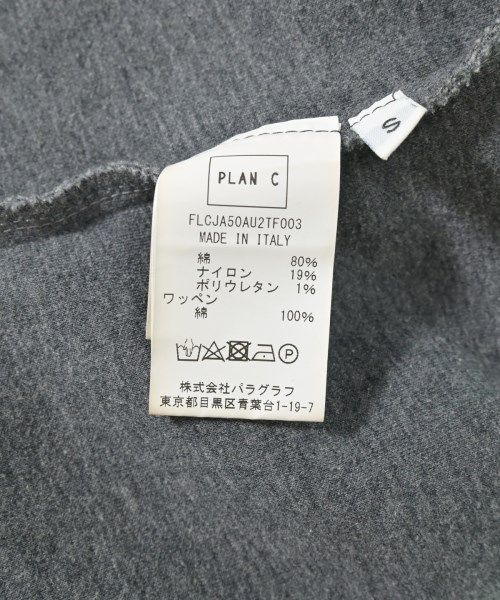 PLAN C
FLCJA50AU2TF003
MADE IN ITALY
綿 80%
ナイロン 19%
ポリウレタン 1%
ワッペン
綿 100%
P
株式会社パラグラフ
東京都目黒区青葉台1-19-7
S